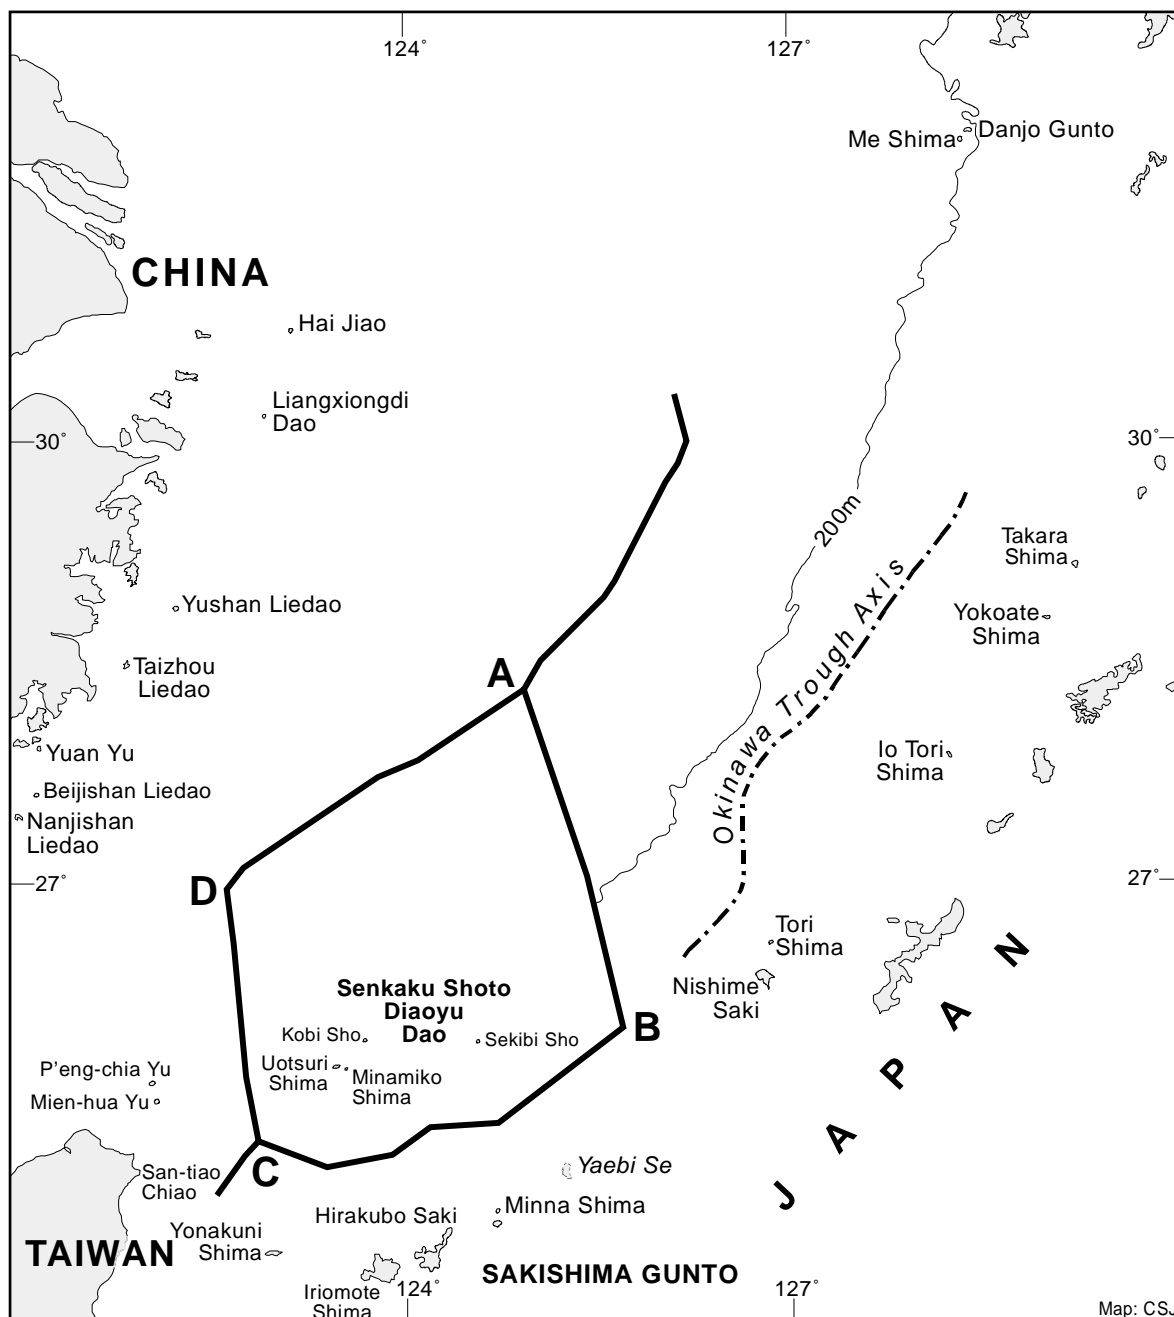 124°
127°
Me Shima
Danjo Gunto
CHINA
Hai Jiao
Liangxiongdi
Dao
30°
30°
200m
Takara
Shima
Okinawa Trough Axis
Yushan Liedao
Yokoate
Shima
Taizhou
Liedao
A
Yuan Yu
Io Tori
Shima
Beijishan Liedao
Nanjishan
Liedao
D
27°
27°
Tori
Shima
Nishime
Saki
Senkaku Shoto
Diaoyu
Dao
Kobi Sho
Sekibi Sho
B
Uotsuri
Shima
Minamiko
Shima
P'eng-chia Yu
Mien-hua Yu
JAPAN
San-tiao
Chiao
C
Yaebi Se
Minna Shima
Hirakubo Saki
Yonakuni
Shima
TAIWAN
SAKISHIMA GUNTO
Iriomote
Shima
124°
127°
Map: CSJ